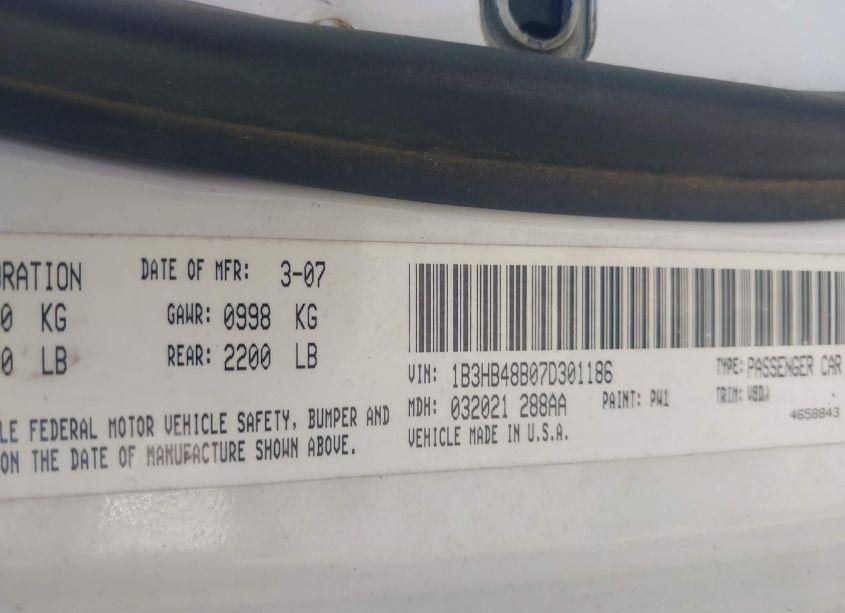 ORATION DATE OF MFR: 3-07
0 KG GAWR: 0998 KG
0 LB REAR: 2200 LB
LE FEDERAL MOTOR VEHICLE SAFETY, BUMPER AND
ON THE DATE OF MANUFACTURE SHOWN ABOVE.
VIN: 1B3HB48B07D301186 TYPE: PASSENGER CAR
MDH: 032021 288AA PAINT: PW1 TRIM:
VEHICLE MADE IN U.S.A. 4658843